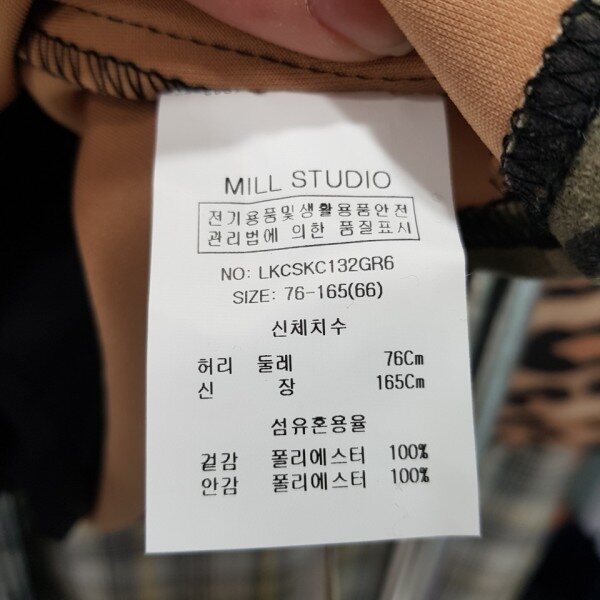 MILL STUDIO
전기용품및생활용품안전
관리법에 의한 품질표시
NO: LKCSKC132GR6
SIZE: 76-165(66)
신체치수
허리 둘레 76Cm
신 장 165Cm
섬유혼용율
겉감 폴리에스터 100%
안감 폴리에스터 100%